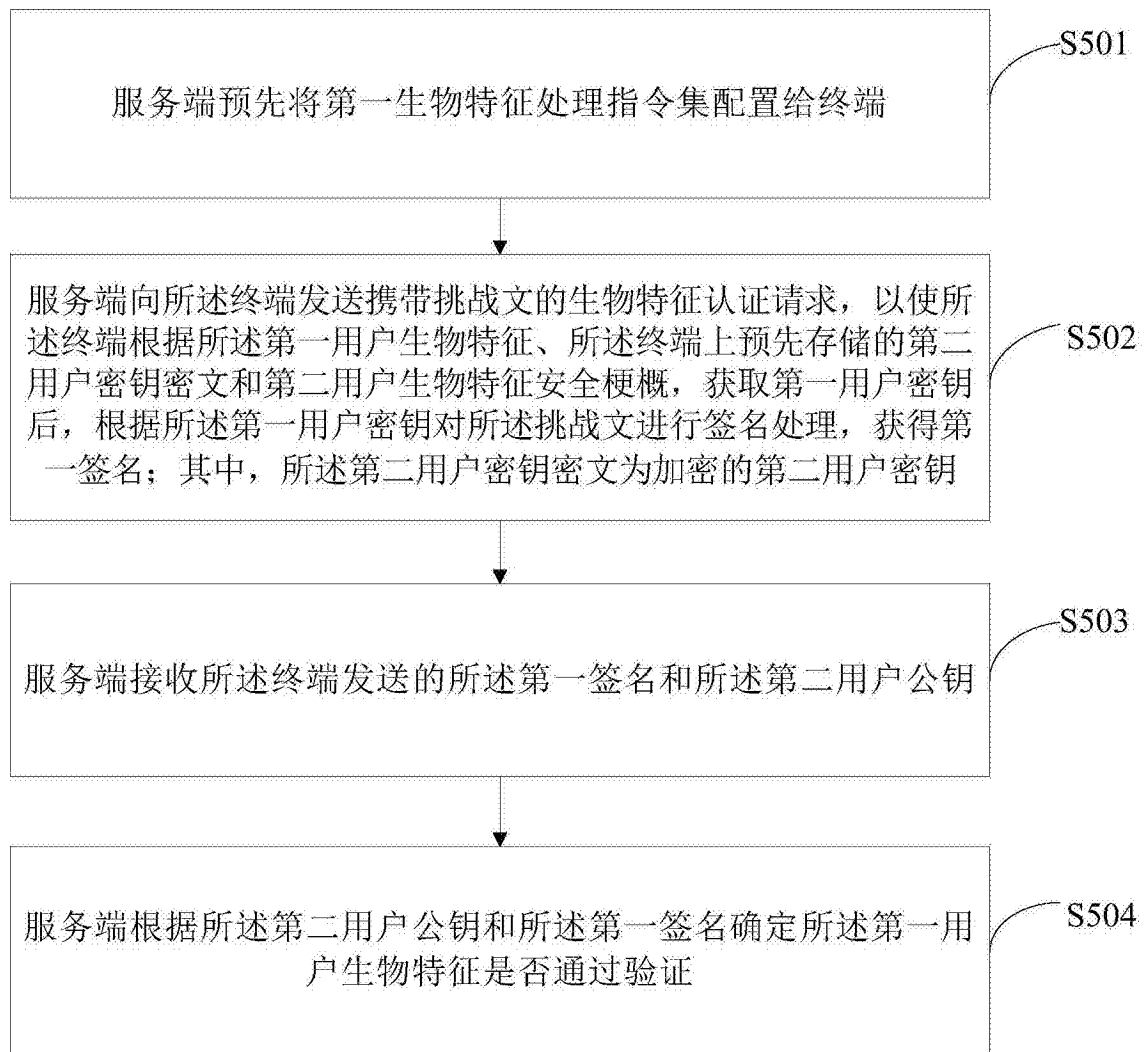 服务端预先将第一生物特征处理指令集配置给终端
S501
服务端向所述终端发送携带挑战文的生物特征认证请求，以使所
述终端根据所述第一用户生物特征、所述终端上预先存储的第二
用户密钥密文和第二用户生物特征安全梗概，获取第一用户密钥
后，根据所述第一用户密钥对所述挑战文进行签名处理，获得第
一签名；其中，所述第二用户密钥密文为加密的第二用户密钥
S502
服务端接收所述终端发送的所述第一签名和所述第二用户公钥
S503
服务端根据所述第二用户公钥和所述第一签名确定所述第一用
户生物特征是否通过验证
S504